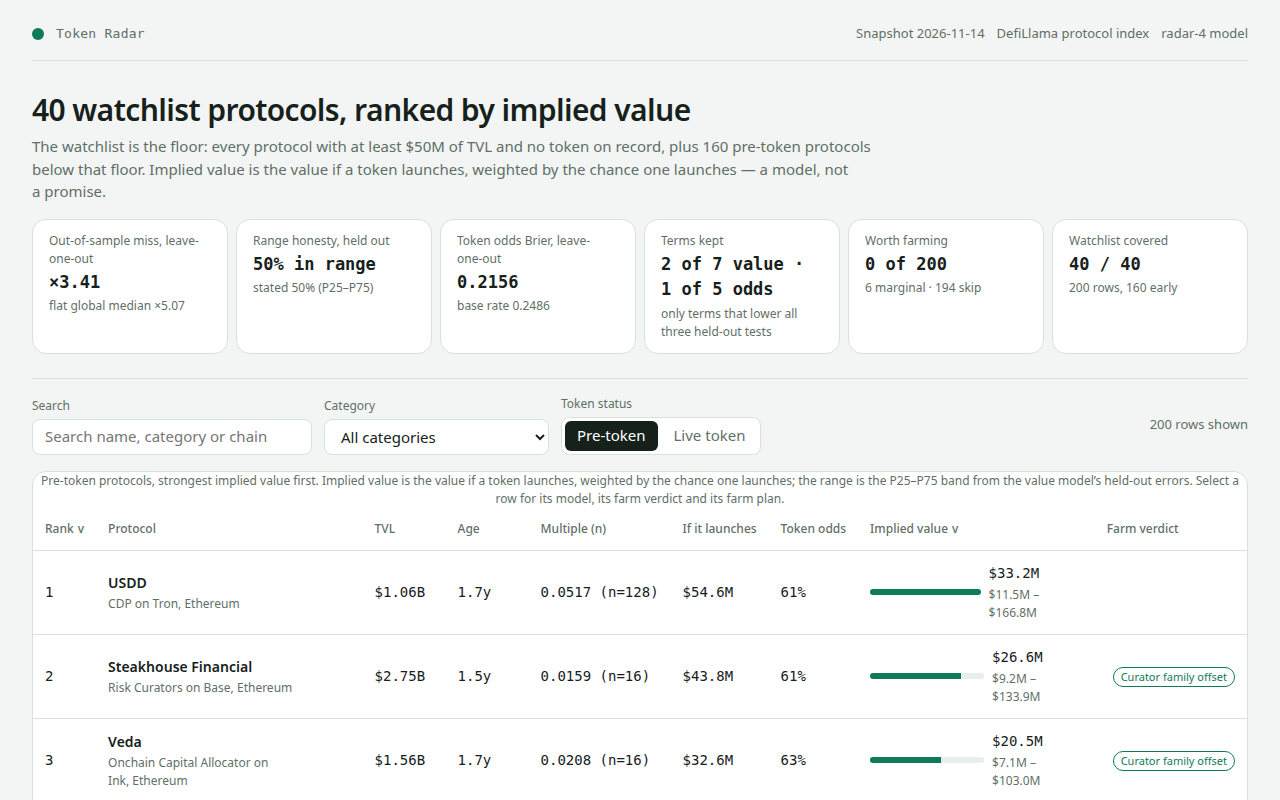 Token Radar
Snapshot 2026-11-14 DefiLlama protocol index radar-4 model
40 watchlist protocols, ranked by implied value
The watchlist is the floor: every protocol with at least $50M of TVL and no token on record, plus 160 pre-token protocols
below that floor. Implied value is the value if a token launches, weighted by the chance one launches — a model, not
a promise.
Out-of-sample miss, leave-
one-out
×3.41
flat global median ×5.07
Range honesty, held out
50% in range
stated 50% (P25–P75)
Token odds Brier, leave-
one-out
0.2156
base rate 0.2486
Terms kept
2 of 7 value ·
1 of 5 odds
only terms that lower all
three held-out tests
Worth farming
0 of 200
6 marginal · 194 skip
Watchlist covered
40 / 40
200 rows, 160 early
Search
Search name, category or chain
Category
All categories
Token status
Pre-token Live token
200 rows shown
Pre-token protocols, strongest implied value first. Implied value is the value if a token launches, weighted by the chance one launches; the range is the P25–P75 band from the value model’s held-out errors. Select a
row for its model, its farm verdict and its farm plan.
Rank v Protocol TVL Age Multiple (n) If it launches Token odds Implied value v Farm verdict
1 USDD $1.06B 1.7y 0.0517 (n=128) $54.6M 61% $33.2M
CDP on Tron, Ethereum
$11.5M –
$166.8M
2 Steakhouse Financial $2.75B 1.5y 0.0159 (n=16) $43.8M 61% $26.6M Curator family offset
Risk Curators on Base, Ethereum
$9.2M –
$133.9M
3 Veda $1.56B 1.7y 0.0208 (n=16) $32.6M 63% $20.5M Curator family offset
Onchain Capital Allocator on
Ink, Ethereum
$7.1M –
$103.0M